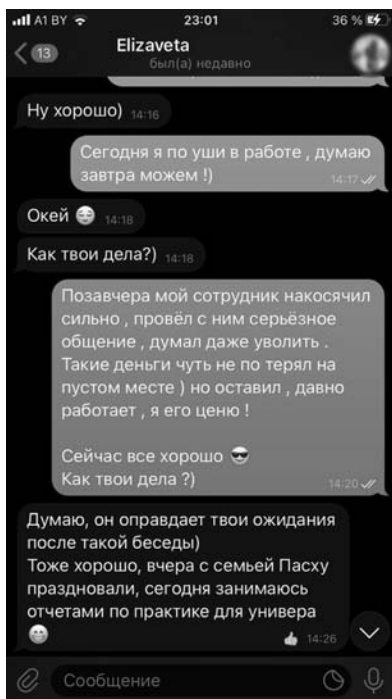 A1 BY
23:01
36 %
13
Elizaveta
был(а) недавно
Ну хорошо) 14:16
Сегодня я по уши в работе , думаю
завтра можем !)
14:17
Окей 😌 14:18
Как твои дела?) 14:18
Позавчера мой сотрудник накосячил
сильно , провёл с ним серьёзное
общение , думал даже уволить .
Такие деньги чуть не по терял на
пустом месте ) но оставил , давно
работает , я его ценю !
Сейчас все хорошо 😎
Как твои дела ?)
14:20
Думаю, он оправдает твои ожидания
после такой беседы)
Тоже хорошо, вчера с семьей Пасху
праздновали, сегодня занимаюсь
отчетами по практике для универа
😁
👍 14:26
Сообщение